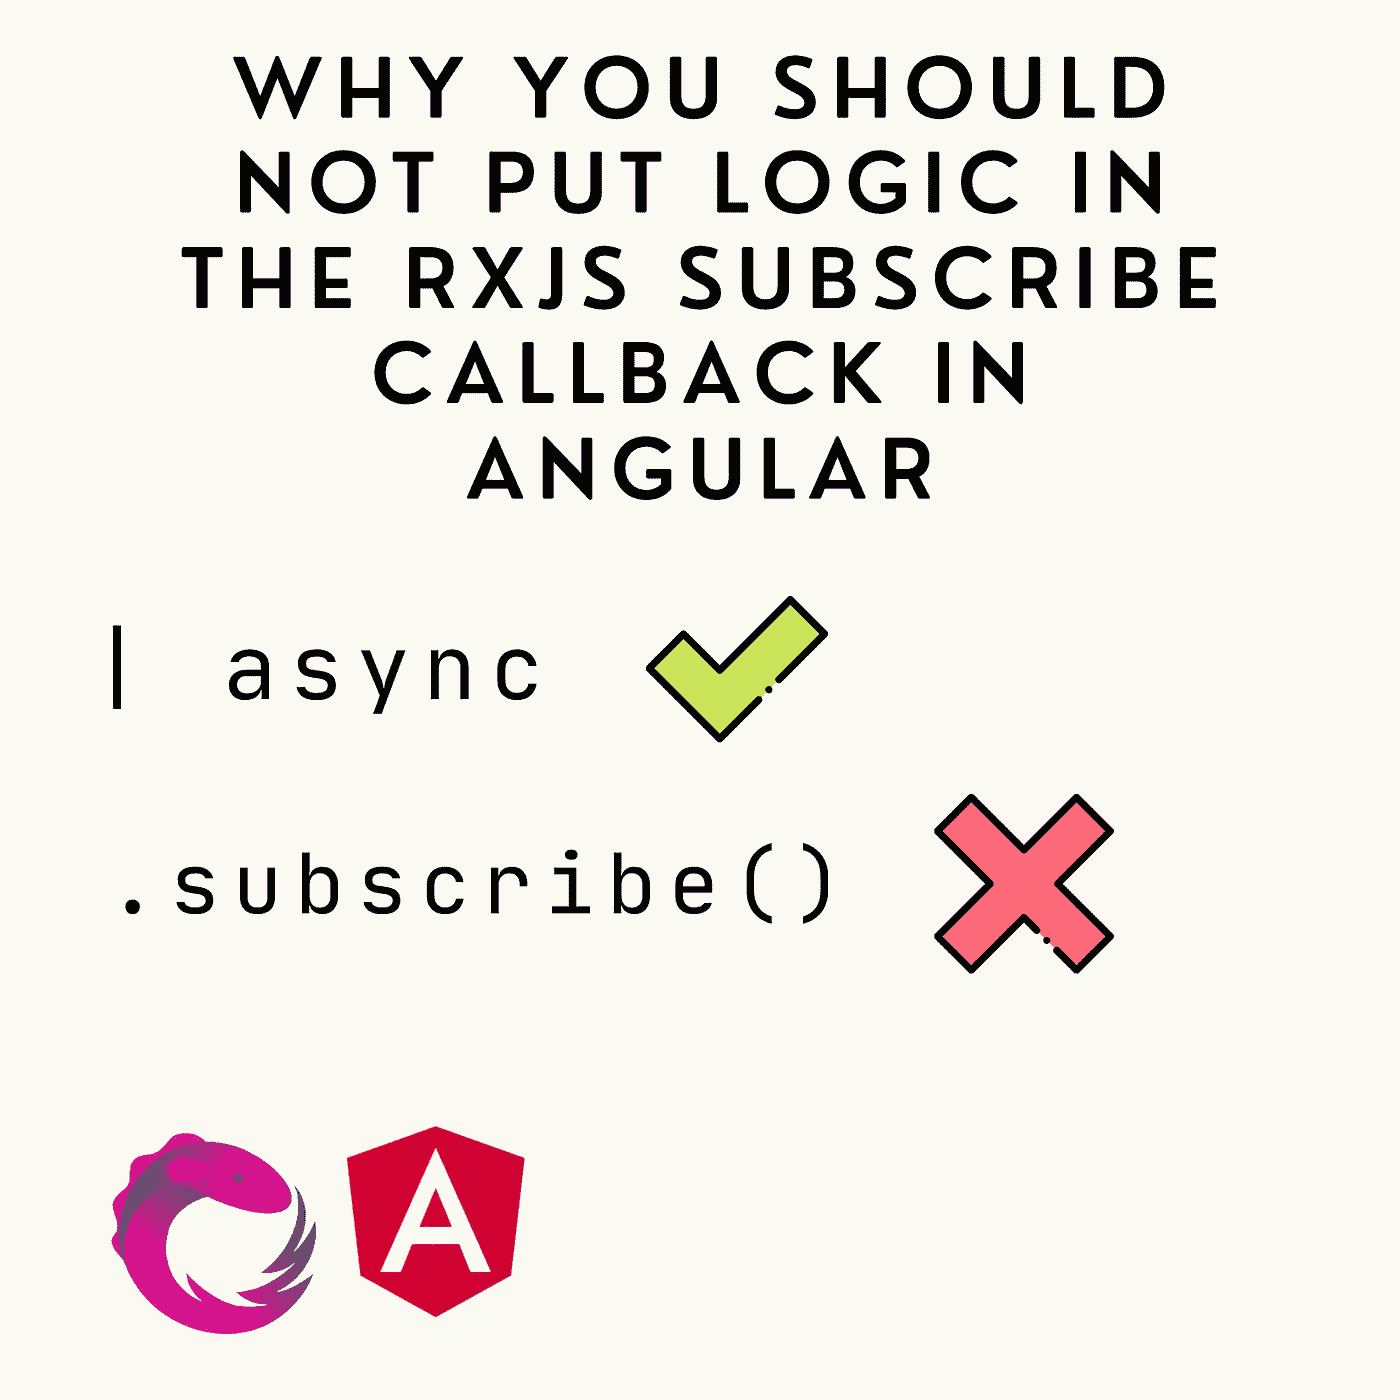 WHY YOU SHOULD
NOT PUT LOGIC IN
THE RXJS SUBSCRIBE
CALLBACK IN
ANGULAR
| async
.subscribe()
A